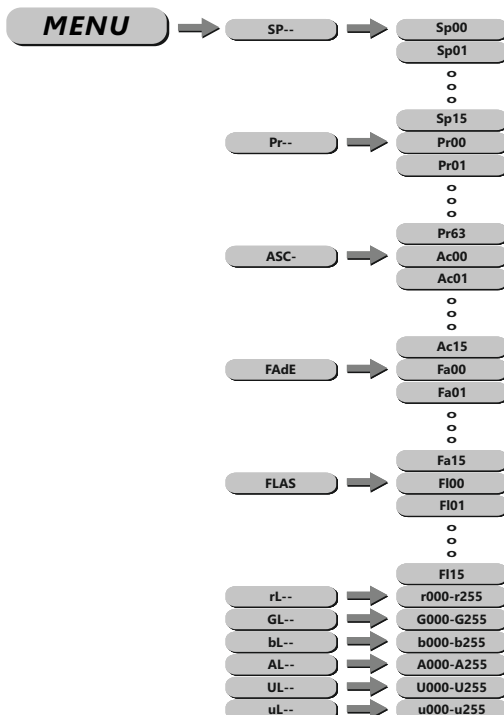 MENU
SP--
Sp00
Sp01
Sp15
Pr--
Pr00
Pr01
Pr63
ASC-
Ac00
Ac01
Ac15
FAdE
Fa00
Fa01
Fa15
FLAS
Fl00
Fl01
Fl15
rL--
r000-r255
GL--
G000-G255
bL--
b000-b255
AL--
A000-A255
UL--
U000-U255
uL--
u000-u255